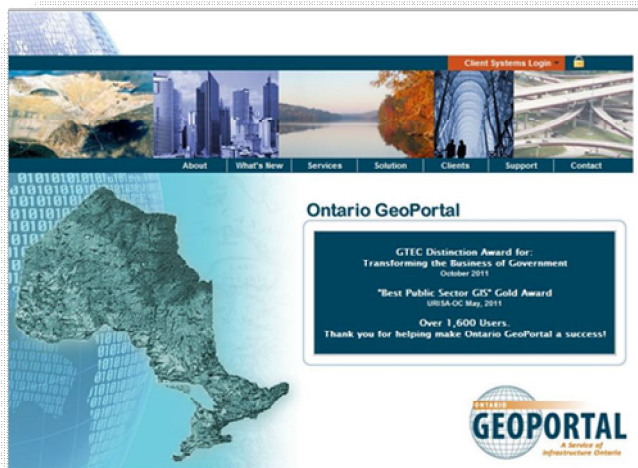 Client Systems Login
About What's New Services Solution Clients Support Contact
Ontario GeoPortal
GTEC Distinction Award for:
Transforming the Business of Government
October 2011
"Best Public Sector GIS" Gold Award
URISA-OC May, 2011
Over 1,600 Users.
Thank you for helping make Ontario GeoPortal a success!
ONTARIO
GEOPORTAL
A Service of
Infrastructure Ontario